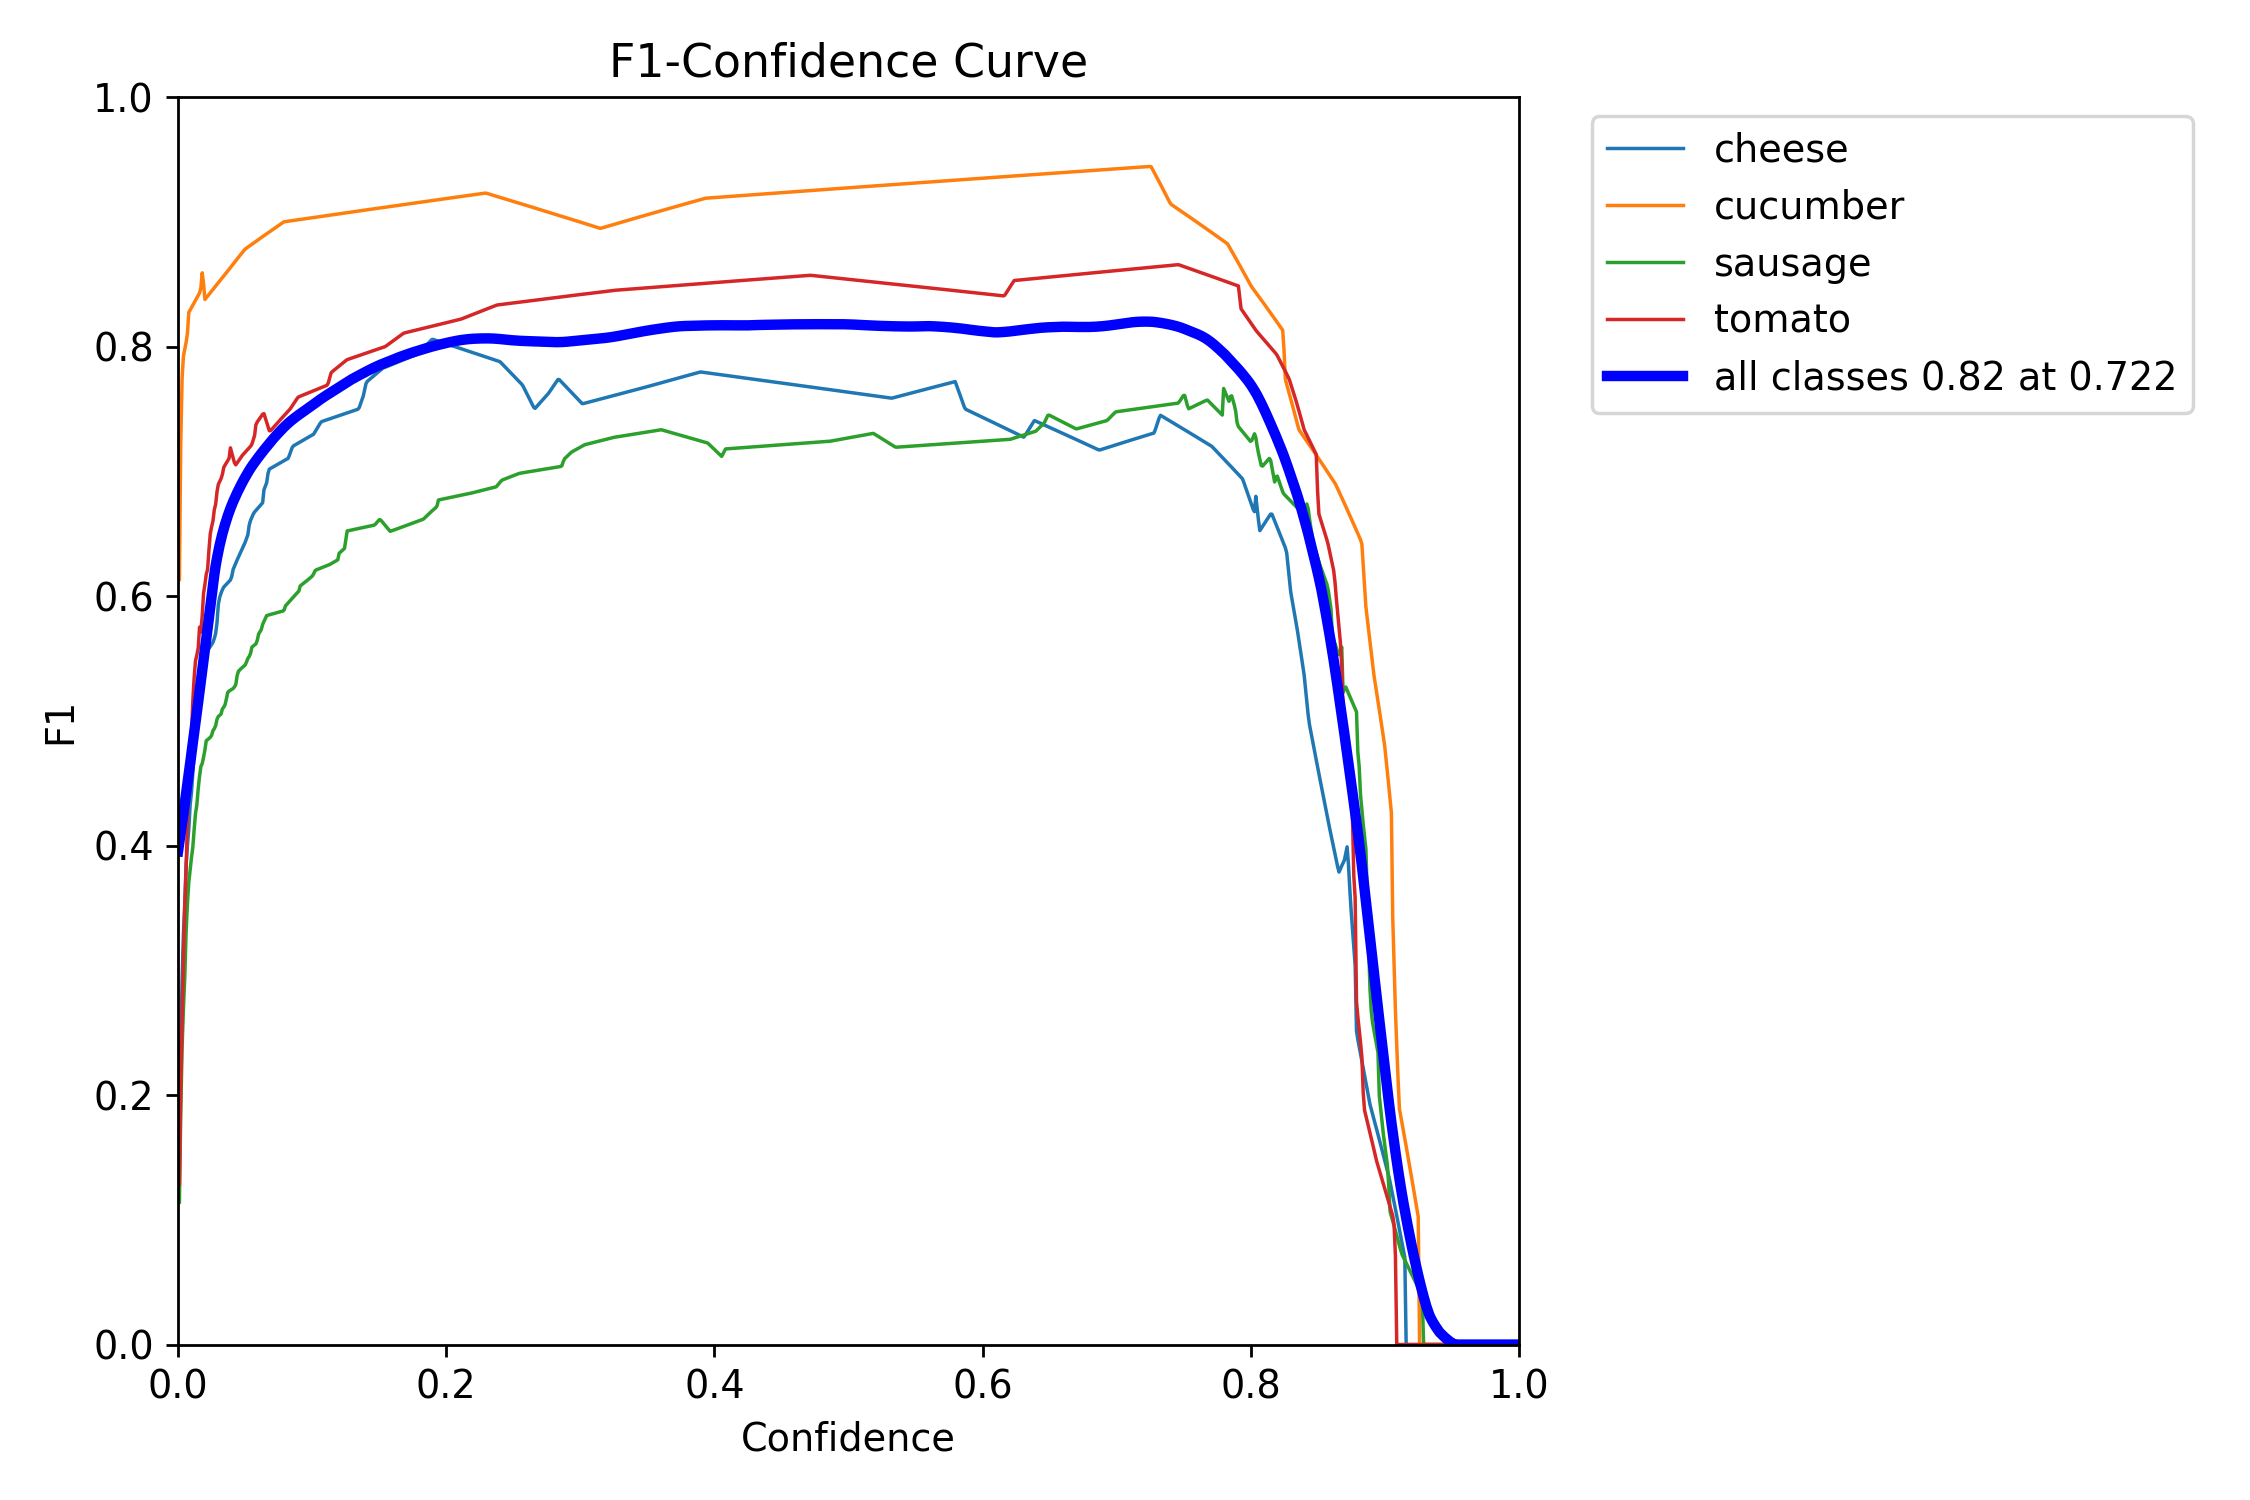 F1-Confidence Curve
1.0
0.8
0.6
0.4
0.2
0.0
F1
0.0 0.2 0.4 0.6 0.8 1.0
Confidence
cheese
cucumber
sausage
tomato
all classes 0.82 at 0.722